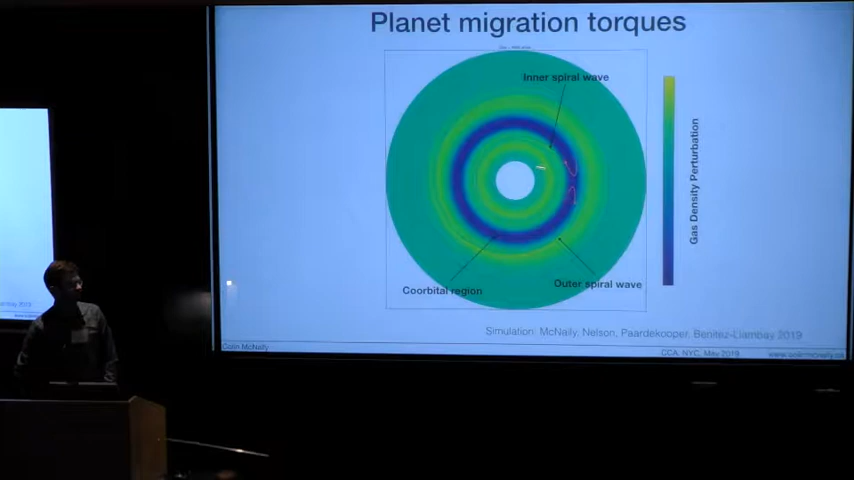 Planet migration torques
Inner spiral wave
Gas Density Perturbation
Coorbital region
Outer spiral wave
Simulation: McNally, Nelson, Paardekooper, Benitez-Llambay 2019
Colin McNally
CCA, NYC, May 2019
www.colinmcnally.ca